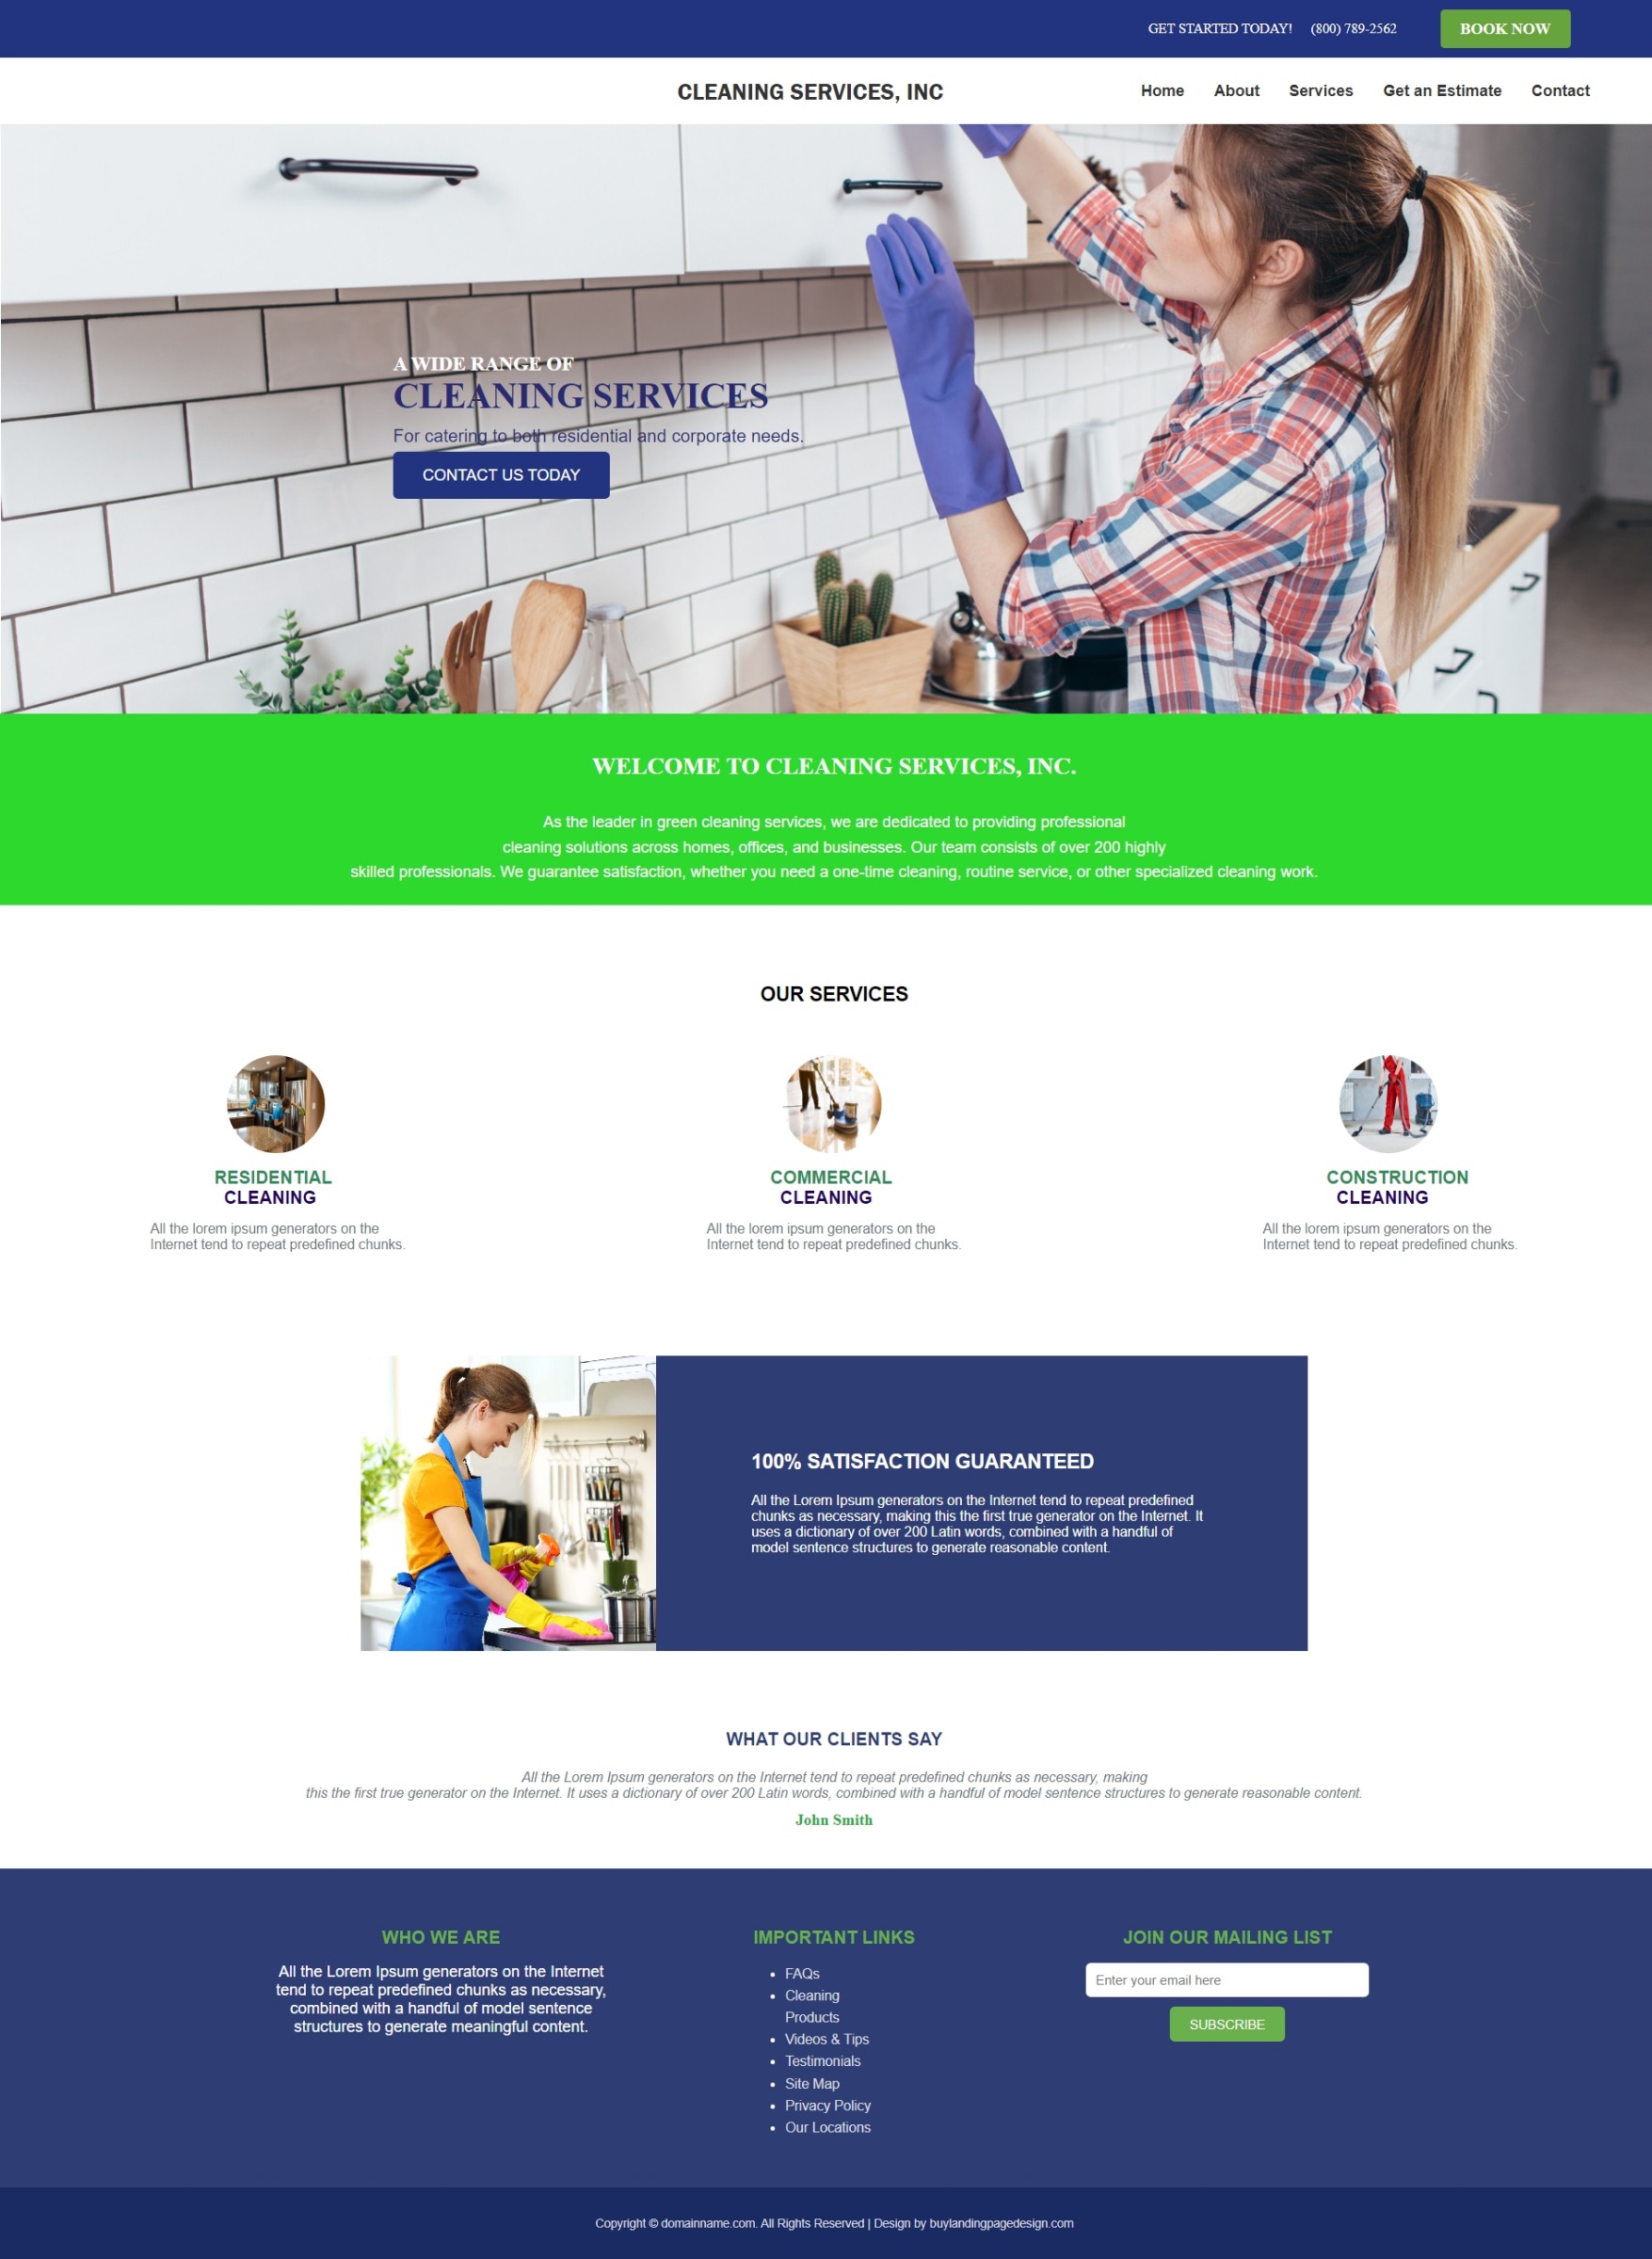 GET STARTED TODAY! (800) 789-2562 BOOK NOW
CLEANING SERVICES, INC Home About Services Get an Estimate Contact
A WIDE RANGE OF
CLEANING SERVICES
For catering to both residential and corporate needs.
CONTACT US TODAY
WELCOME TO CLEANING SERVICES, INC.
As the leader in green cleaning services, we are dedicated to providing professional
cleaning solutions across homes, offices, and businesses. Our team consists of over 200 highly
skilled professionals. We guarantee satisfaction, whether you need a one-time cleaning, routine service, or other specialized cleaning work.
OUR SERVICES
RESIDENTIAL
CLEANING
All the lorem ipsum generators on the
Internet tend to repeat predefined chunks.
COMMERCIAL
CLEANING
All the lorem ipsum generators on the
Internet tend to repeat predefined chunks.
CONSTRUCTION
CLEANING
All the lorem ipsum generators on the
Internet tend to repeat predefined chunks.
100% SATISFACTION GUARANTEED
All the Lorem Ipsum generators on the Internet tend to repeat predefined
chunks as necessary, making this the first true generator on the Internet. It
uses a dictionary of over 200 Latin words, combined with a handful of
model sentence structures to generate reasonable content.
WHAT OUR CLIENTS SAY
All the Lorem Ipsum generators on the Internet tend to repeat predefined chunks as necessary, making
this the first true generator on the Internet. It uses a dictionary of over 200 Latin words, combined with a handful of model sentence structures to generate reasonable content.
John Smith
WHO WE ARE
All the Lorem Ipsum generators on the Internet
tend to repeat predefined chunks as necessary,
combined with a handful of model sentence
structures to generate meaningful content.
IMPORTANT LINKS
• FAQs
• Cleaning
Products
• Videos & Tips
• Testimonials
• Site Map
• Privacy Policy
• Our Locations
JOIN OUR MAILING LIST
Enter your email here
SUBSCRIBE
Copyright © domainname.com. All Rights Reserved | Design by buylandingpagedesign.com